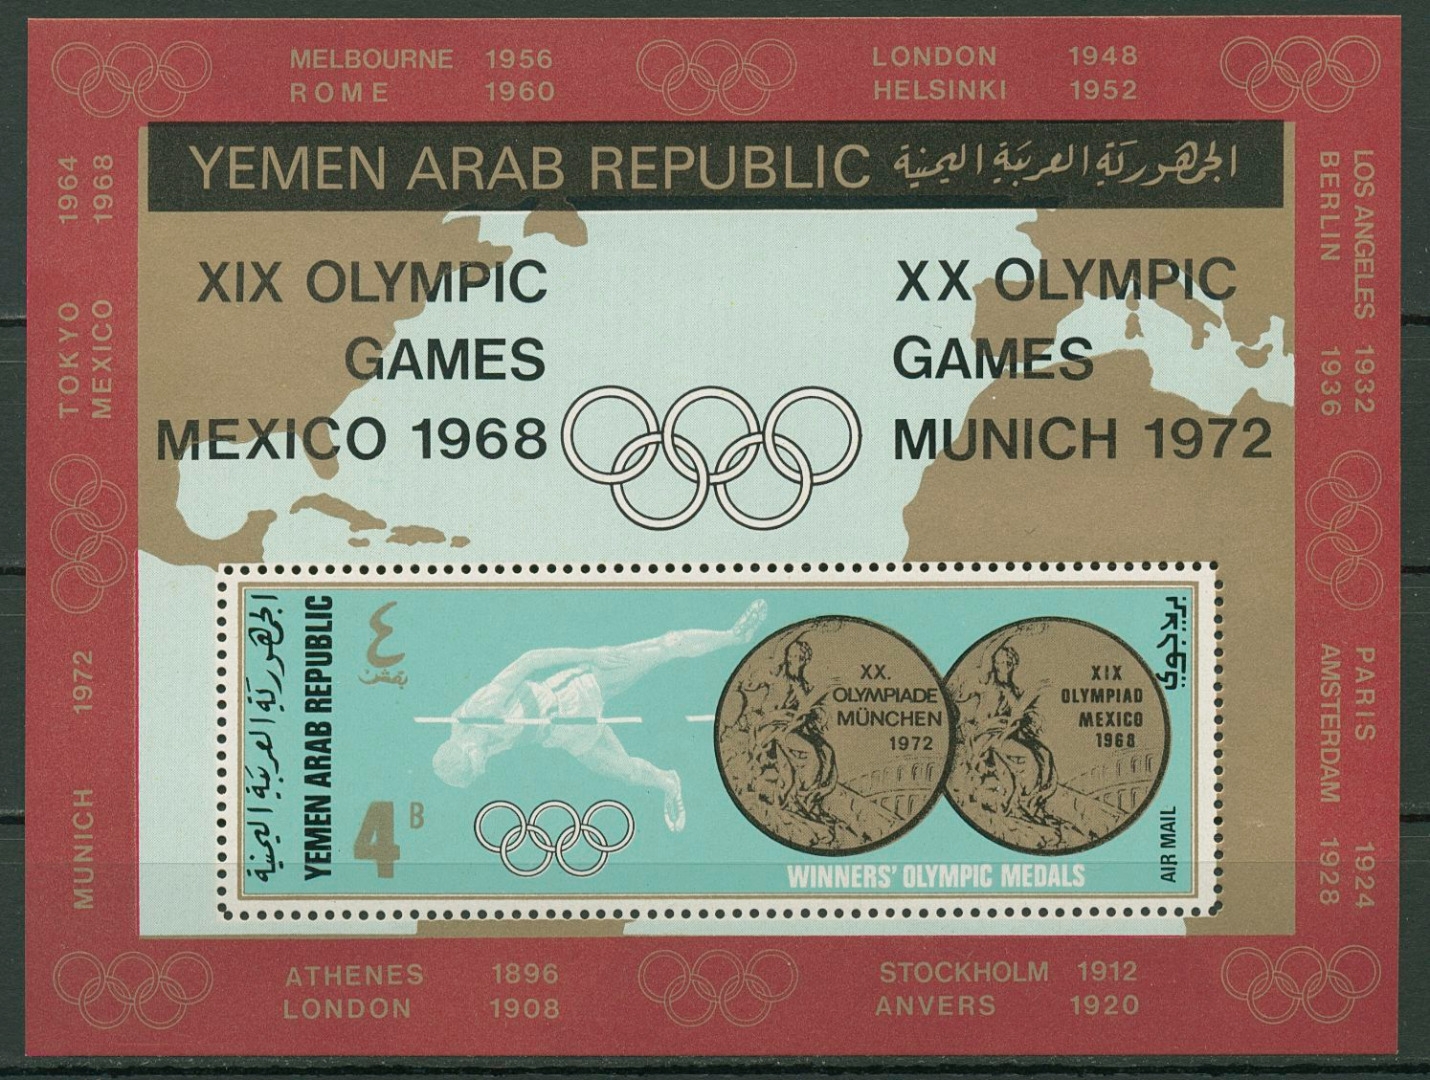 MELBOURNE 1956
ROME 1960
LONDON 1948
HELSINKI 1952
YEMEN ARAB REPUBLIC الجمهورية العربية اليمنية
XIX OLYMPIC
GAMES
MEXICO 1968
XX OLYMPIC
GAMES
MUNICH 1972
TOKYO 1964
MEXICO 1968
MUNICH 1972
MUNICH
LOS ANGELES 1932
BERLIN 1936
PARIS 1924
AMSTERDAM 1928
الجمهورية العربية اليمنية
YEMEN ARAB REPUBLIC
٤
بقش
4B
XX.
OLYMPIADE
MÜNCHEN
1972
XIX
OLYMPIAD
MEXICO
1968
AIR MAIL
WINNERS' OLYMPIC MEDALS
ATHENES 1896
LONDON 1908
STOCKHOLM 1912
ANVERS 1920